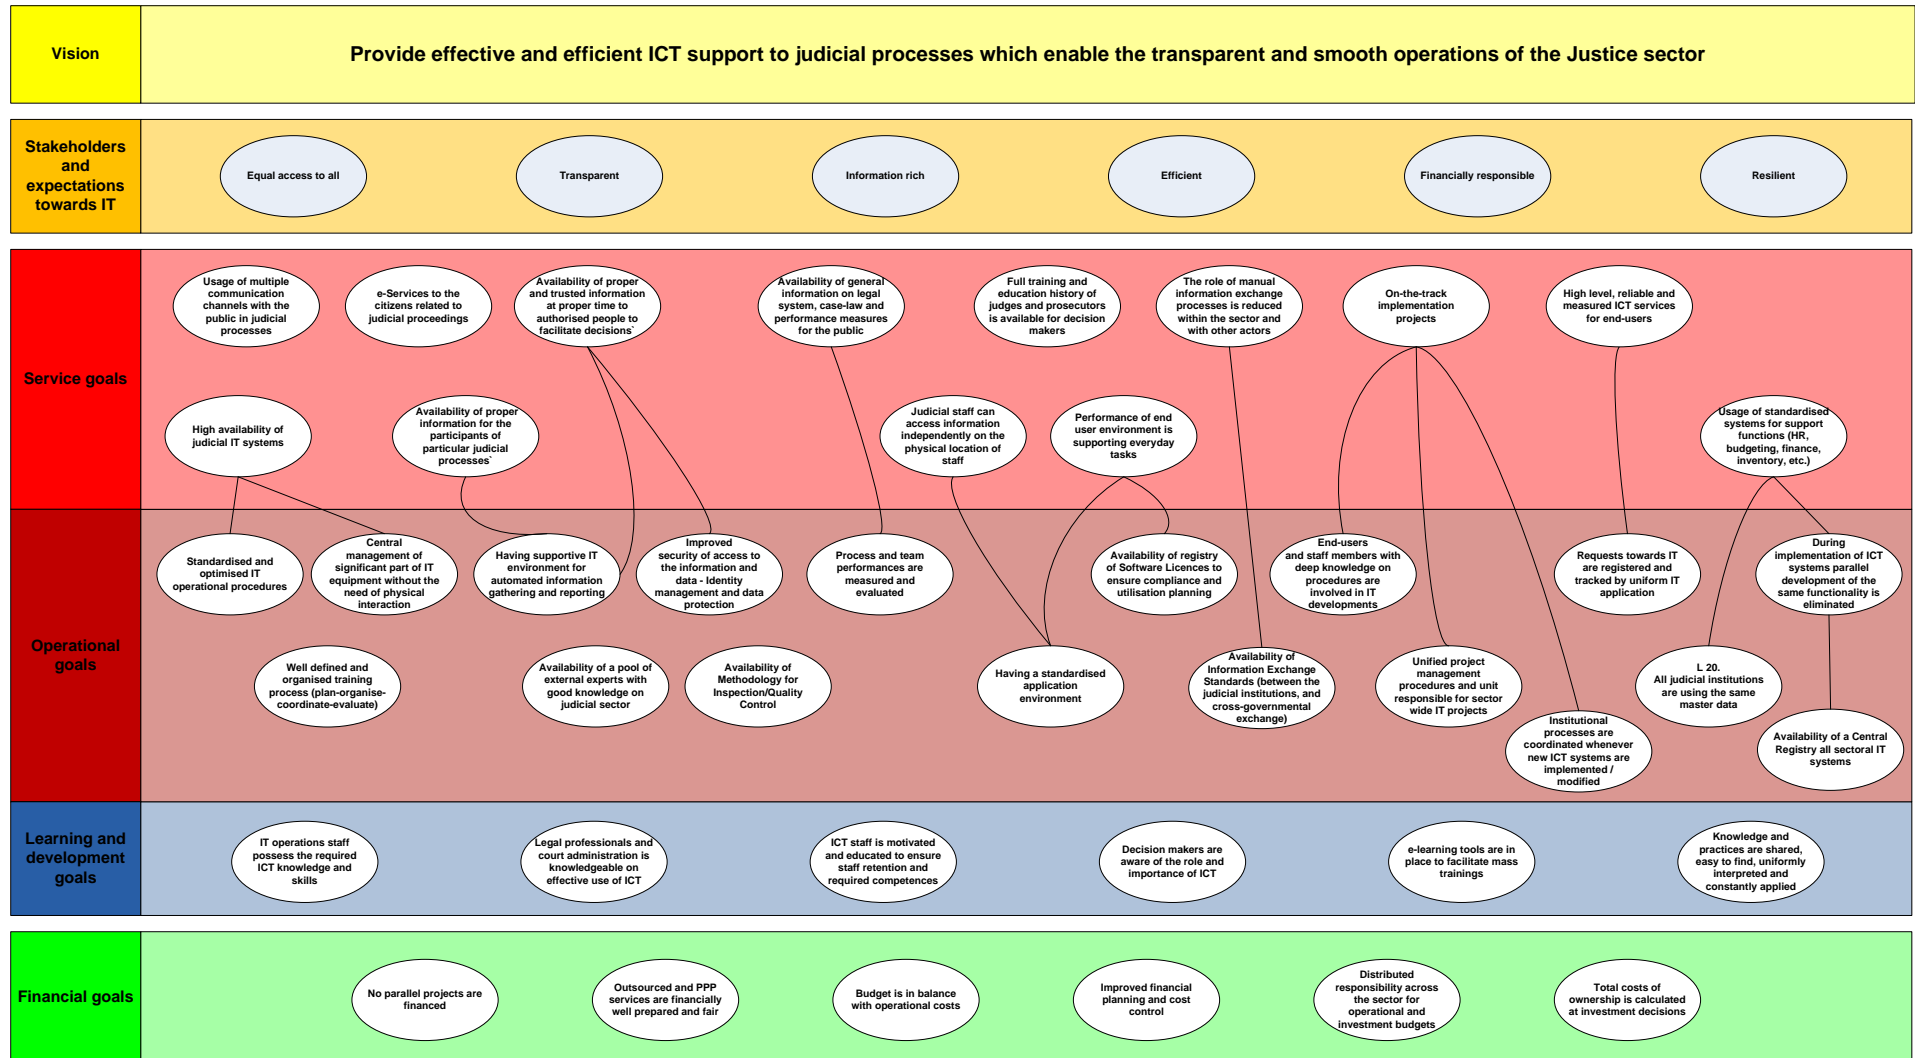 Vision
Provide effective and efficient ICT support to judicial processes which enable the transparent and smooth operations of the Justice sector
Stakeholders
and
expectations
towards IT
Equal access to all
Transparent
Information rich
Efficient
Financially responsible
Resilient
Service goals
Usage of multiple
communication
channels with the
public in judicial
processes
e-Services to the
citizens related to
judicial proceedings
Availability of proper
and trusted information
at proper time to
authorised people to
facilitate decisions`
Availability of general
information on legal
system, case-law and
performance measures
for the public
Full training and
education history of
judges and prosecutors
is available for decision
makers
The role of manual
information exchange
processes is reduced
within the sector and
with other actors
On-the-track
implementation
projects
High level, reliable and
measured ICT services
for end-users
High availability of
judicial IT systems
Availability of proper
information for the
participants of
particular judicial
processes`
Judicial staff can
access information
independently on the
physical location of
staff
Performance of end
user environment is
supporting everyday
tasks
Usage of standardised
systems for support
functions (HR,
budgeting, finance,
inventory, etc.)
Operational
goals
Standardised and
optimised IT
operational procedures
Central
management of
significant part of IT
equipment without the
need of physical
interaction
Having supportive IT
environment for
automated information
gathering and reporting
Improved
security of access to
the information and
data - Identity
management and data
protection
Process and team
performances are
measured and
evaluated
Availability of registry
of Software Licences to
ensure compliance and
utilisation planning
End-users
and staff members with
deep knowledge on
procedures are
involved in IT
developments
Requests towards IT
are registered and
tracked by uniform IT
application
During
implementation of ICT
systems parallel
development of the
same functionality is
eliminated
Well defined and
organised training
process (plan-organise-
coordinate-evaluate)
Availability of a pool of
external experts with
good knowledge on
judicial sector
Availability of
Methodology for
Inspection/Quality
Control
Having a standardised
application
environment
Availability of
Information Exchange
Standards (between the
judicial institutions, and
cross-governmental
exchange)
Unified project
management
procedures and unit
responsible for sector
wide IT projects
Institutional
processes are
coordinated whenever
new ICT systems are
implemented /
modified
L 20.
All judicial institutions
are using the same
master data
Availability of a Central
Registry all sectoral IT
systems
Learning and
development
goals
IT operations staff
possess the required
ICT knowledge and
skills
Legal professionals and
court administration is
knowledgeable on
effective use of ICT
ICT staff is motivated
and educated to ensure
staff retention and
required competences
Decision makers are
aware of the role and
importance of ICT
e-learning tools are in
place to facilitate mass
trainings
Knowledge and
practices are shared,
easy to find, uniformly
interpreted and
constantly applied
Financial goals
No parallel projects are
financed
Outsourced and PPP
services are financially
well prepared and fair
Budget is in balance
with operational costs
Improved financial
planning and cost
control
Distributed
responsibility across
the sector for
operational and
investment budgets
Total costs of
ownership is calculated
at investment decisions